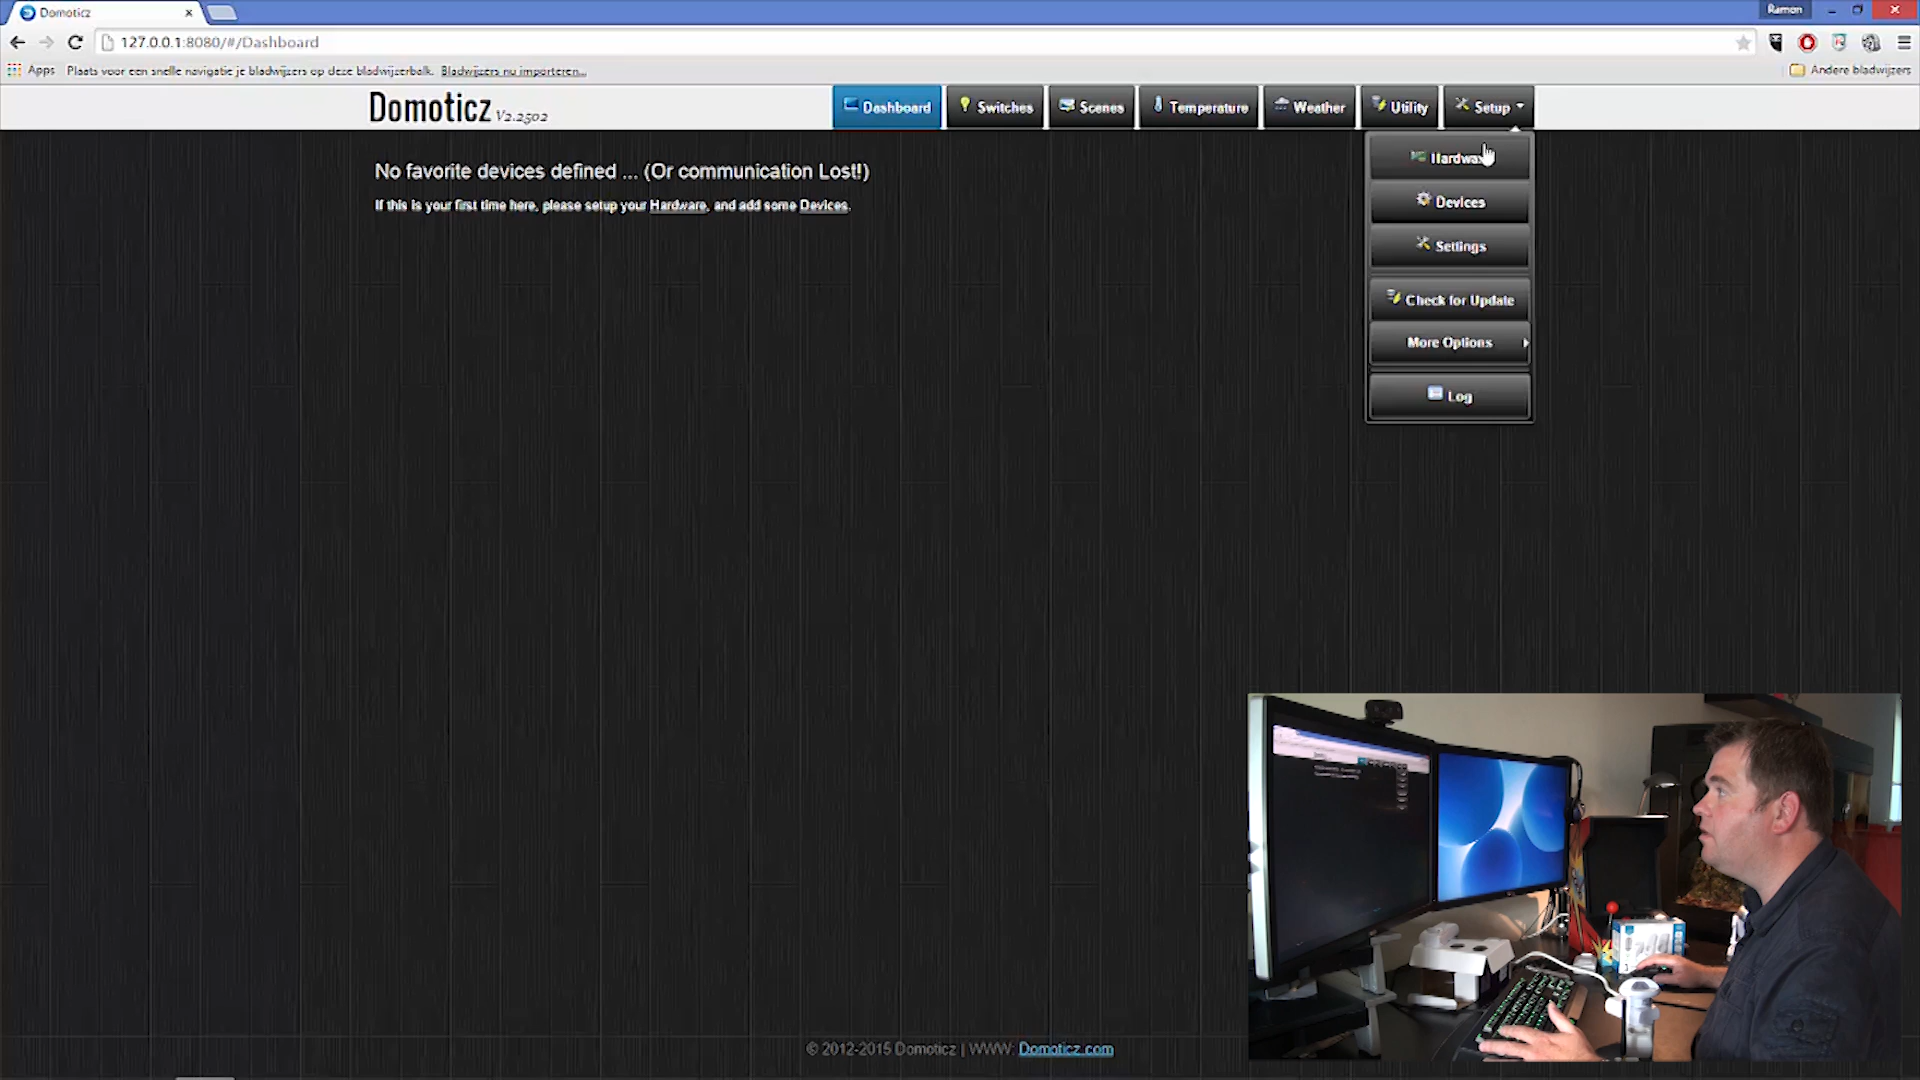 Domoticz
Ramon
127.0.0.1:8080/#/Dashboard
Apps Plaats voor een snelle navigatie je bladwijzers op deze bladwijzerbalk. Bladwijzers nu importeren... Andere bladwijzers
Domoticz V2.2502
Dashboard Switches Scenes Temperature Weather Utility Setup
No favorite devices defined ... (Or communication Lost!)
If this is your first time here, please setup your Hardware, and add some Devices.
Hardware
Devices
Settings
Check for Update
More Options
Log
© 2012-2015 Domoticz | WWW: Domoticz.com